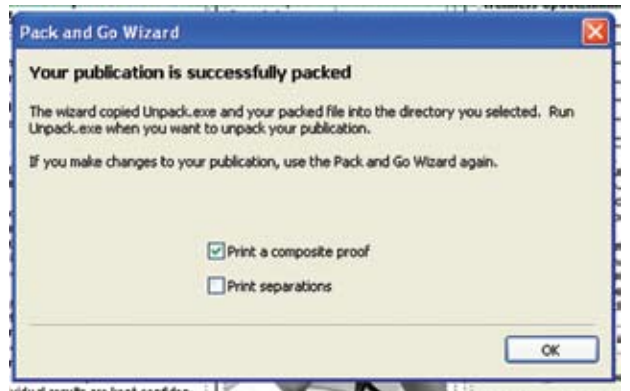 Pack and Go Wizard
Your publication is successfully packed
The wizard copied Unpack.exe and your packed file into the directory you selected. Run
Unpack.exe when you want to unpack your publication.
If you make changes to your publication, use the Pack and Go Wizard again.
Print a composite proof
Print separations
OK